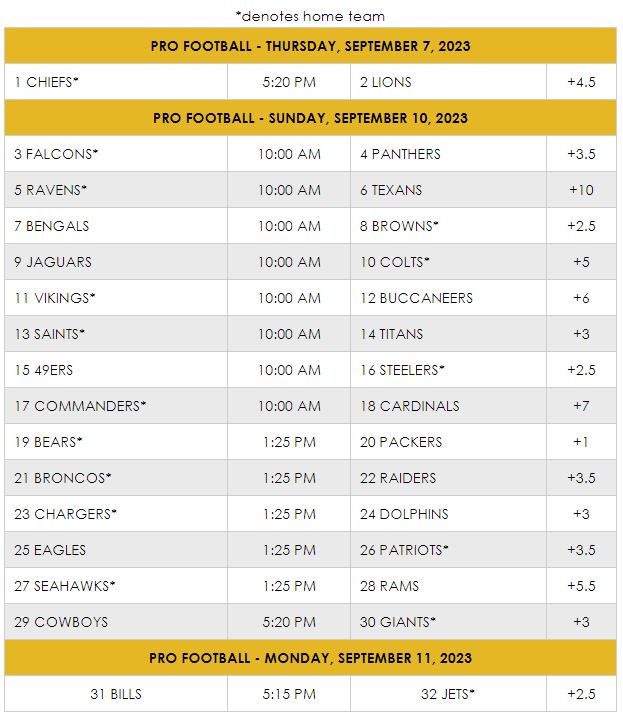 *denotes home team
PRO FOOTBALL - THURSDAY, SEPTEMBER 7, 2023
1 CHIEFS* 5:20 PM 2 LIONS +4.5
PRO FOOTBALL - SUNDAY, SEPTEMBER 10, 2023
3 FALCONS* 10:00 AM 4 PANTHERS +3.5
5 RAVENS* 10:00 AM 6 TEXANS +10
7 BENGALS 10:00 AM 8 BROWNS* +2.5
9 JAGUARS 10:00 AM 10 COLTS* +5
11 VIKINGS* 10:00 AM 12 BUCCANEERS +6
13 SAINTS* 10:00 AM 14 TITANS +3
15 49ERS 10:00 AM 16 STEELERS* +2.5
17 COMMANDERS* 10:00 AM 18 CARDINALS +7
19 BEARS* 1:25 PM 20 PACKERS +1
21 BRONCOS* 1:25 PM 22 RAIDERS +3.5
23 CHARGERS* 1:25 PM 24 DOLPHINS +3
25 EAGLES 1:25 PM 26 PATRIOTS* +3.5
27 SEAHAWKS* 1:25 PM 28 RAMS +5.5
29 COWBOYS 5:20 PM 30 GIANTS* +3
PRO FOOTBALL - MONDAY, SEPTEMBER 11, 2023
31 BILLS 5:15 PM 32 JETS* +2.5